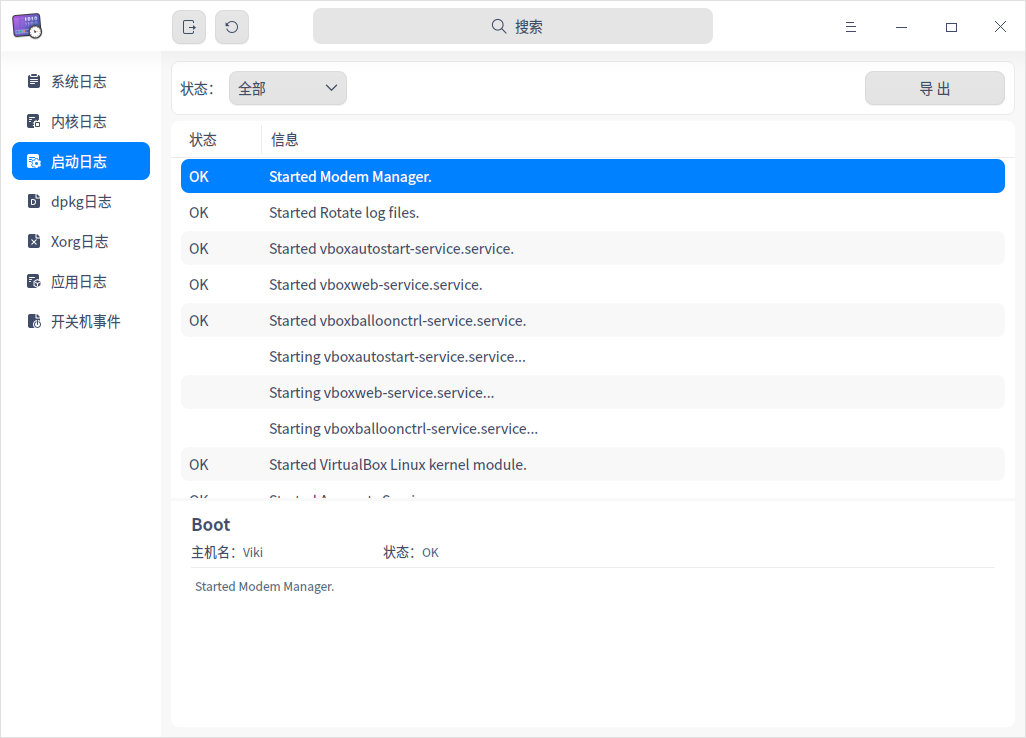 搜索
系统日志
内核日志
启动日志
dpkg日志
Xorg日志
应用日志
开关机事件
状态： 全部 导 出
状态 信息
OK Started Modem Manager.
OK Started Rotate log files.
OK Started vboxautostart-service.service.
OK Started vboxweb-service.service.
OK Started vboxballoonctrl-service.service.
Starting vboxautostart-service.service...
Starting vboxweb-service.service...
Starting vboxballoonctrl-service.service...
OK Started VirtualBox Linux kernel module.
Boot
主机名： Viki 状态： OK
Started Modem Manager.